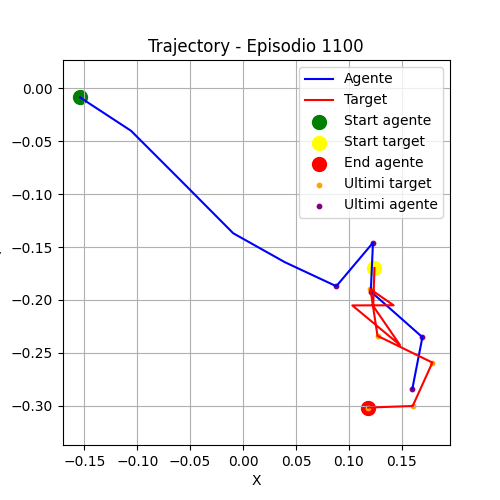 Trajectory - Episodio 1100
Agente
Target
Start agente
Start target
End agente
Ultimi target
Ultimi agente
0.00
−0.05
−0.10
−0.15
−0.20
−0.25
−0.30
−0.15
−0.10
−0.05
0.00
0.05
0.10
0.15
X